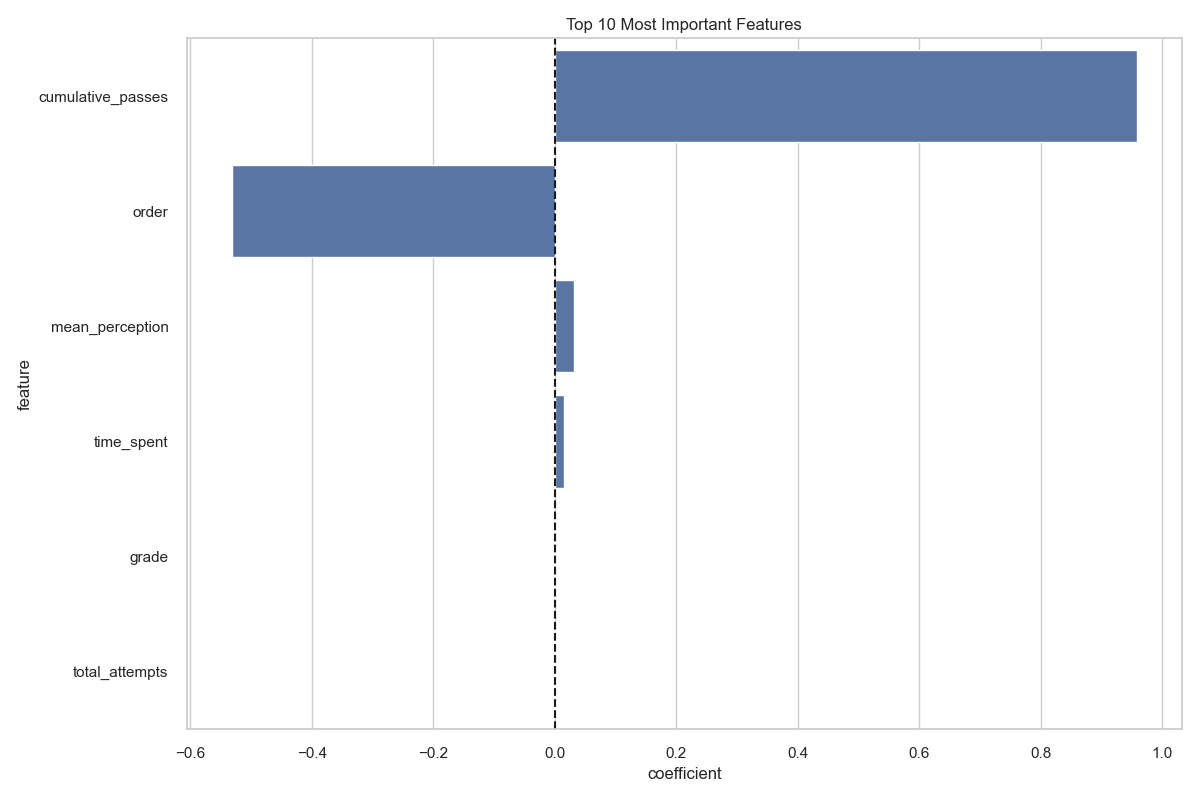 Top 10 Most Important Features
cumulative_passes
order
mean_perception
time_spent
grade
total_attempts
feature
−0.6 −0.4 −0.2 0.0 0.2 0.4 0.6 0.8 1.0
coefficient